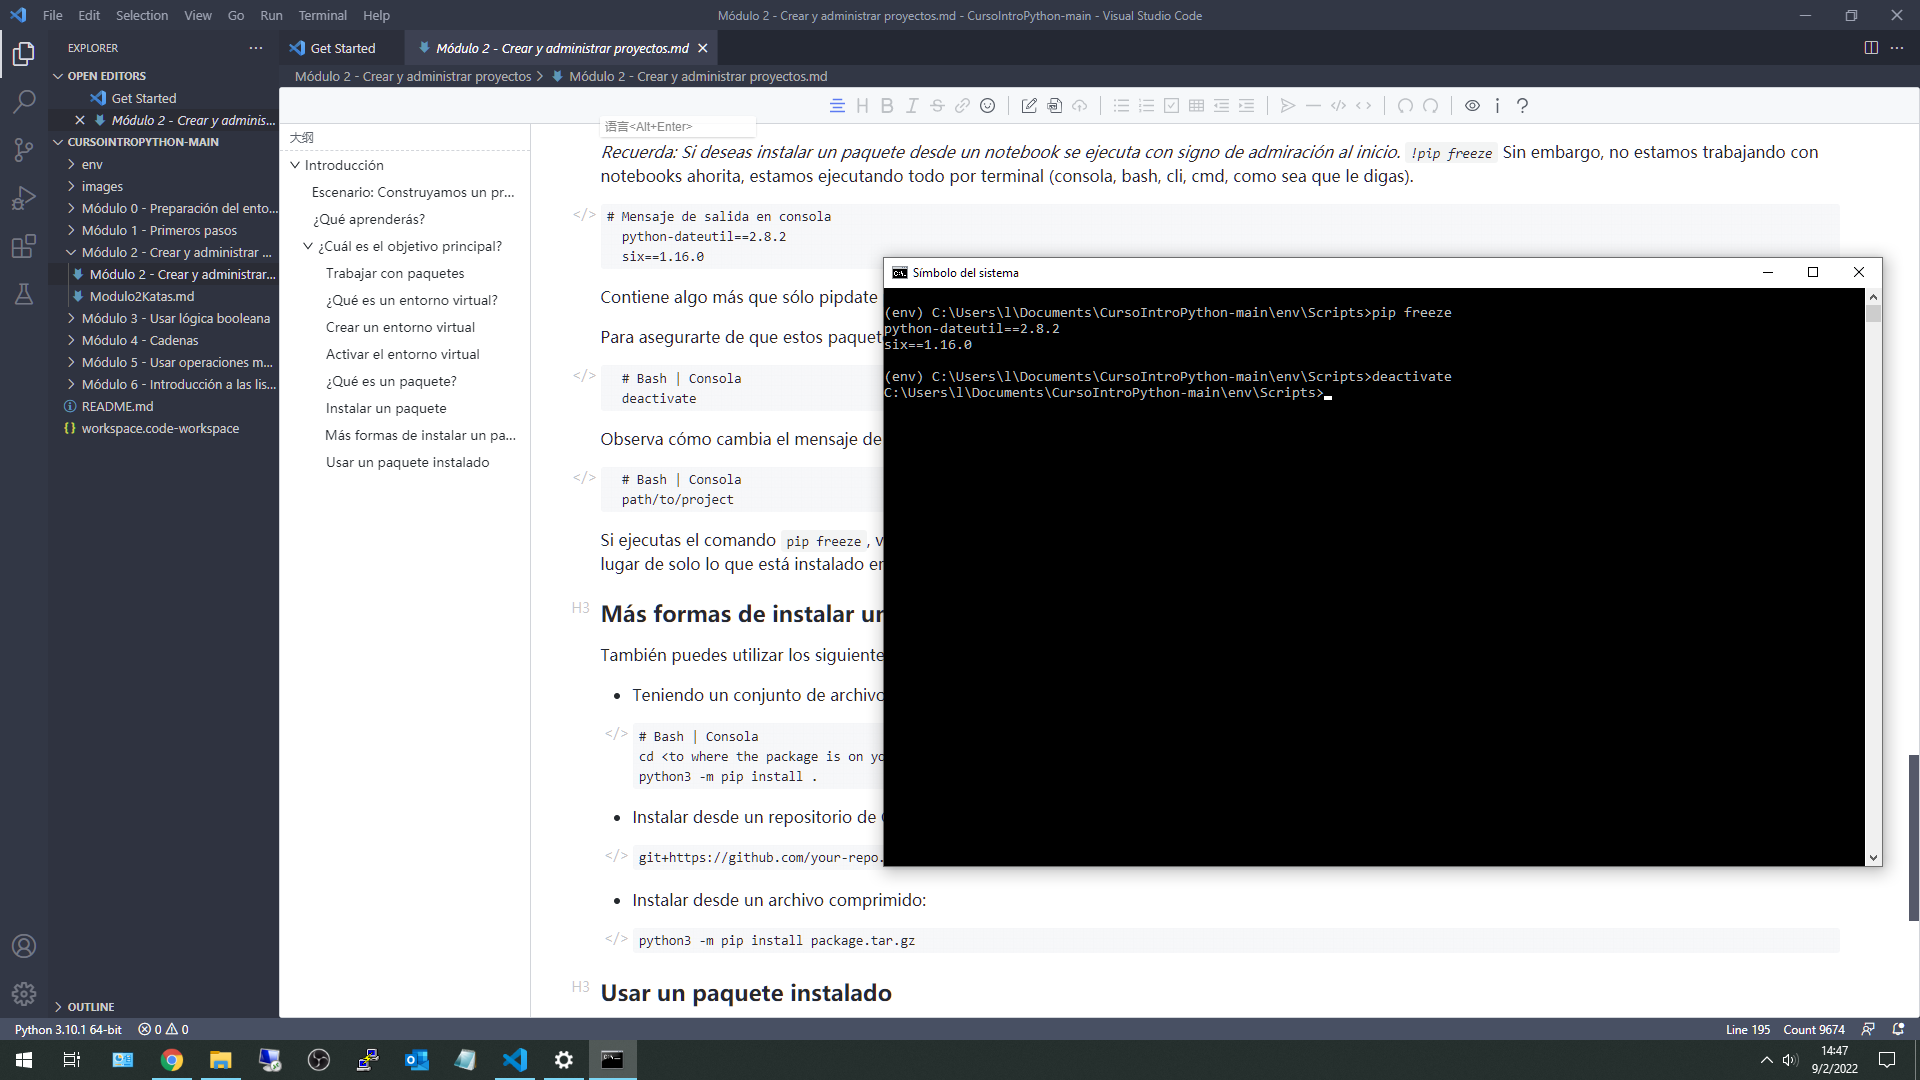 File Edit Selection View Go Run Terminal Help
Módulo 2 - Crear y administrar proyectos.md - CursoIntroPython-main - Visual Studio Code
EXPLORER
OPEN EDITORS
Get Started
Módulo 2 - Crear y adminis...
CURSOINTROPYTHON-MAIN
env
images
Módulo 0 - Preparación del ento...
Módulo 1 - Primeros pasos
Módulo 2 - Crear y administrar ...
Módulo 2 - Crear y administrar...
Modulo2Katas.md
Módulo 3 - Usar lógica booleana
Módulo 4 - Cadenas
Módulo 5 - Usar operaciones m...
Módulo 6 - Introducción a las lis...
README.md
workspace.code-workspace
OUTLINE
Get Started
Módulo 2 - Crear y administrar proyectos.md
Módulo 2 - Crear y administrar proyectos > Módulo 2 - Crear y administrar proyectos.md
大纲
Introducción
Escenario: Construyamos un pr...
¿Qué aprenderás?
¿Cuál es el objetivo principal?
Trabajar con paquetes
¿Qué es un entorno virtual?
Crear un entorno virtual
Activar el entorno virtual
¿Qué es un paquete?
Instalar un paquete
Más formas de instalar un pa...
Usar un paquete instalado
语言<Alt+Enter>
Recuerda: Si deseas instalar un paquete desde un notebook se ejecuta con signo de admiración al inicio. !pip freeze Sin embargo, no estamos trabajando con
notebooks ahorita, estamos ejecutando todo por terminal (consola, bash, cli, cmd, como sea que le digas).
</> # Mensaje de salida en consola
python-dateutil==2.8.2
six==1.16.0
Contiene algo más que sólo pipdate
Para asegurarte de que estos paquet
</> # Bash | Consola
deactivate
Observa cómo cambia el mensaje de
</> # Bash | Consola
path/to/project
Si ejecutas el comando pip freeze, v
lugar de solo lo que está instalado en
H3 Más formas de instalar un
También puedes utilizar los siguiente
• Teniendo un conjunto de archivo
</> # Bash | Consola
cd <to where the package is on yo
python3 -m pip install .
• Instalar desde un repositorio de
</> git+https://github.com/your-repo.
• Instalar desde un archivo comprimido:
</> python3 -m pip install package.tar.gz
H3 Usar un paquete instalado
Símbolo del sistema
(env) C:\Users\l\Documents\CursoIntroPython-main\env\Scripts>pip freeze
python-dateutil==2.8.2
six==1.16.0
(env) C:\Users\l\Documents\CursoIntroPython-main\env\Scripts>deactivate
C:\Users\l\Documents\CursoIntroPython-main\env\Scripts>
Python 3.10.1 64-bit 0 0
Line 195 Count 9674
14:47
9/2/2022